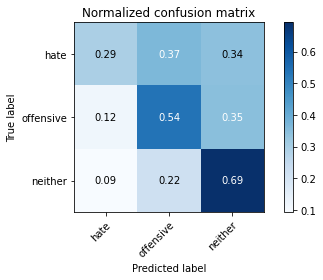 Normalized confusion matrix
True label
hate 0.29 0.37 0.34
offensive 0.12 0.54 0.35
neither 0.09 0.22 0.69
hate offensive neither
Predicted label
0.6
0.5
0.4
0.3
0.2
0.1